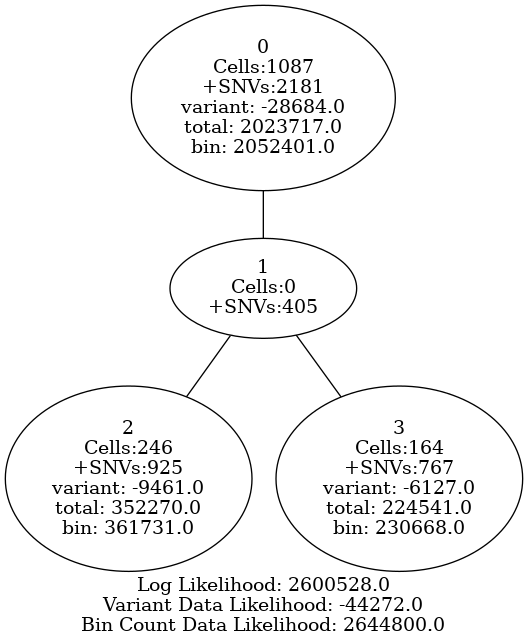 0
Cells:1087
+SNVs:2181
variant: -28684.0
total: 2023717.0
bin: 2052401.0
1
Cells:0
+SNVs:405
2
Cells:246
+SNVs:925
variant: -9461.0
total: 352270.0
bin: 361731.0
3
Cells:164
+SNVs:767
variant: -6127.0
total: 224541.0
bin: 230668.0
Log Likelihood: 2600528.0
Variant Data Likelihood: -44272.0
Bin Count Data Likelihood: 2644800.0